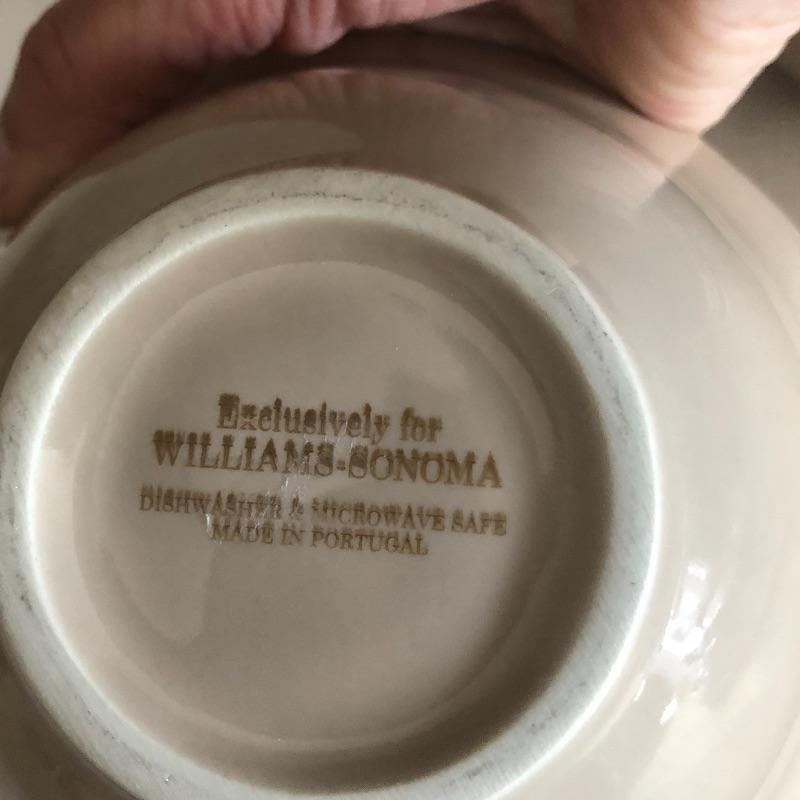 Exclusively for
WILLIAMS-SONOMA
DISHWASHER & MICROWAVE SAFE
MADE IN PORTUGAL